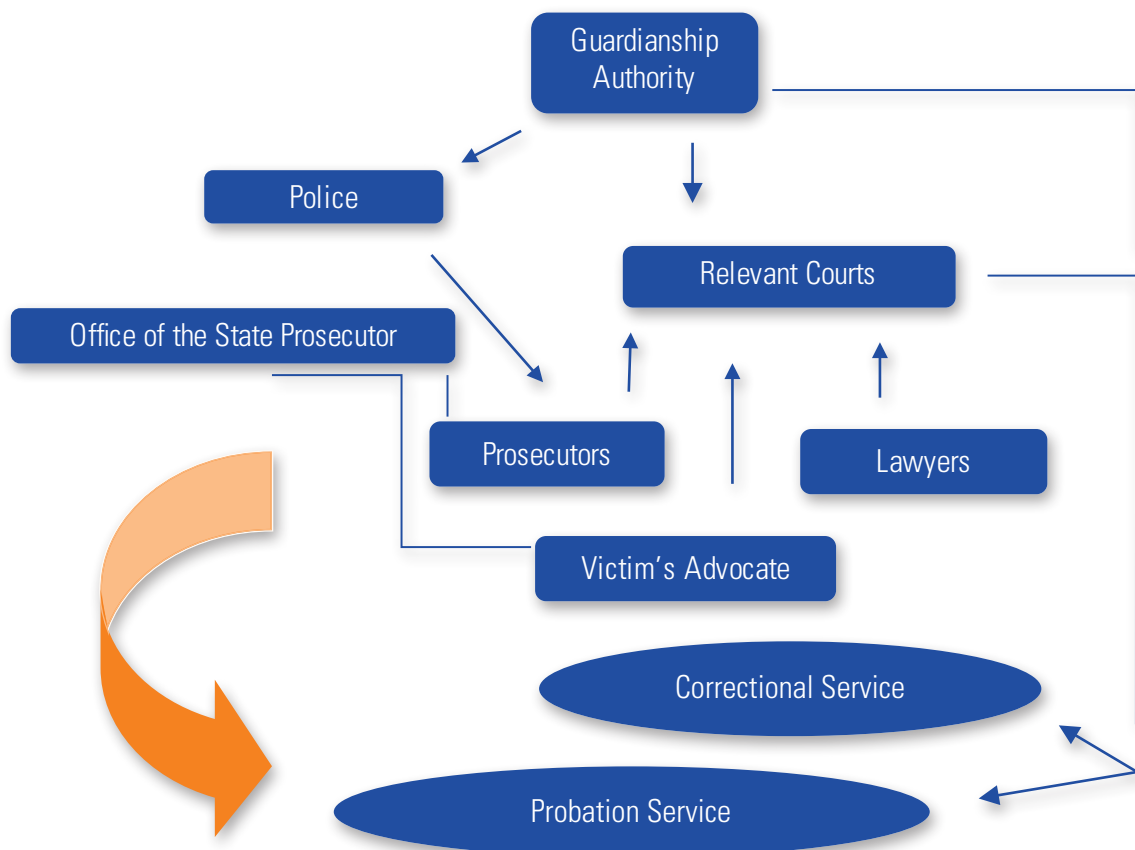 Guardianship
Authority
Police
Relevant Courts
Office of the State Prosecutor
Prosecutors
Lawyers
Victim's Advocate
Correctional Service
Probation Service